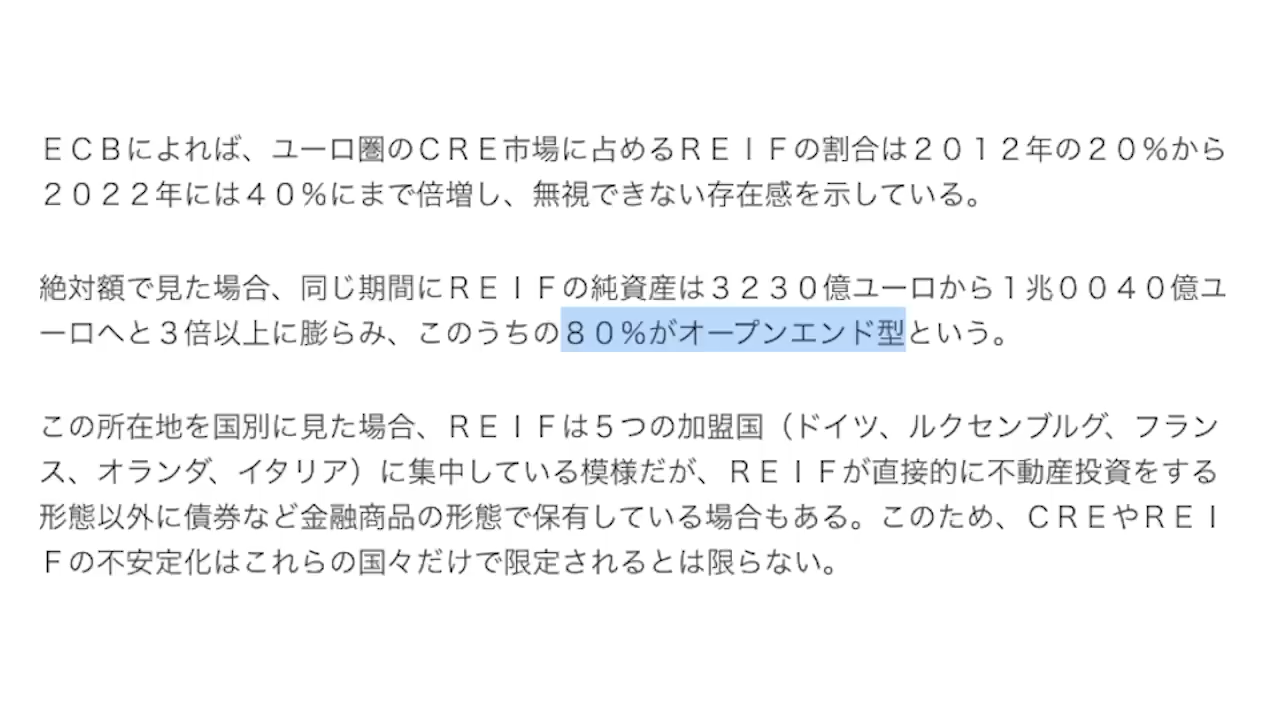 ＥＣＢによれば、ユーロ圏のＣＲＥ市場に占めるＲＥＩＦの割合は２０１２年の２０％から
２０２２年には４０％にまで倍増し、無視できない存在感を示している。
絶対額で見た場合、同じ期間にＲＥＩＦの純資産は３２３０億ユーロから１兆００４０億ユ
ーロへと３倍以上に膨らみ、このうちの８０％がオープンエンド型という。
この所在地を国別に見た場合、ＲＥＩＦは５つの加盟国（ドイツ、ルクセンブルグ、フラン
ス、オランダ、イタリア）に集中している模様だが、ＲＥＩＦが直接的に不動産投資をする
形態以外に債券など金融商品の形態で保有している場合もある。このため、ＣＲＥやＲＥＩ
Ｆの不安定化はこれらの国々だけで限定されるとは限らない。